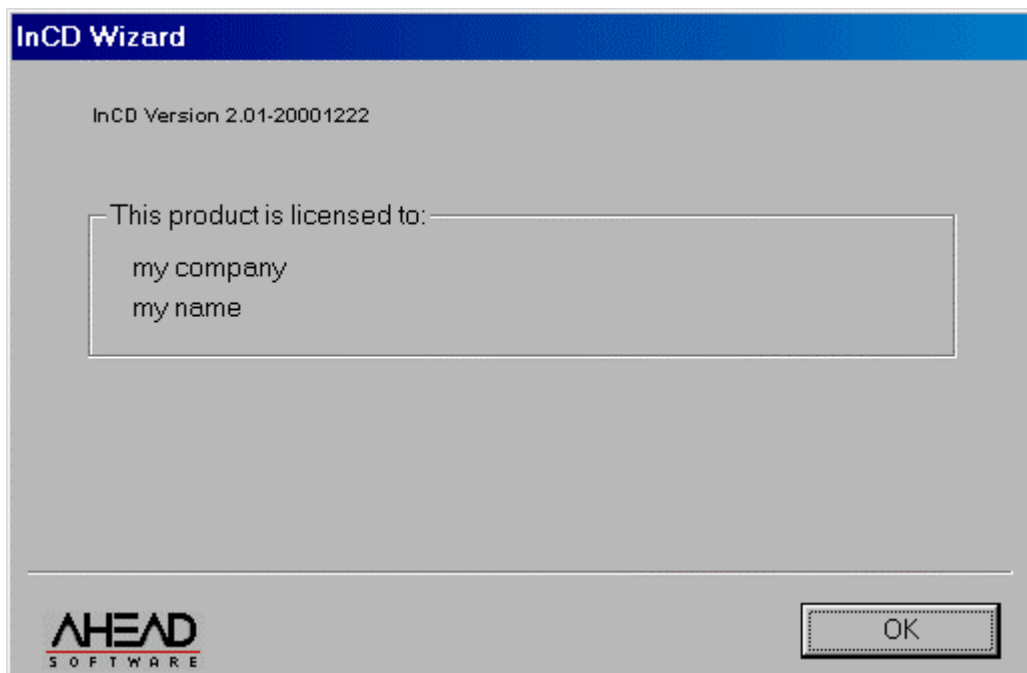 InCD Wizard
InCD Version 2.01-20001222
This product is licensed to:
my company
my name
AHEAD
SOFTWARE
OK